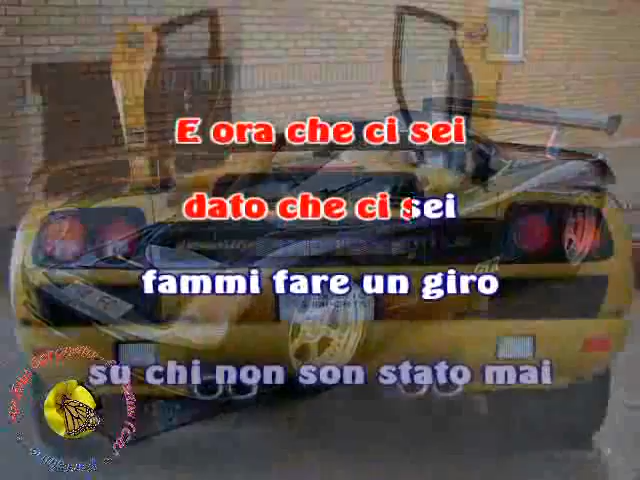 E ora che ci sei
dato che ci sei
fammi fare un giro
su chi non son stato mai